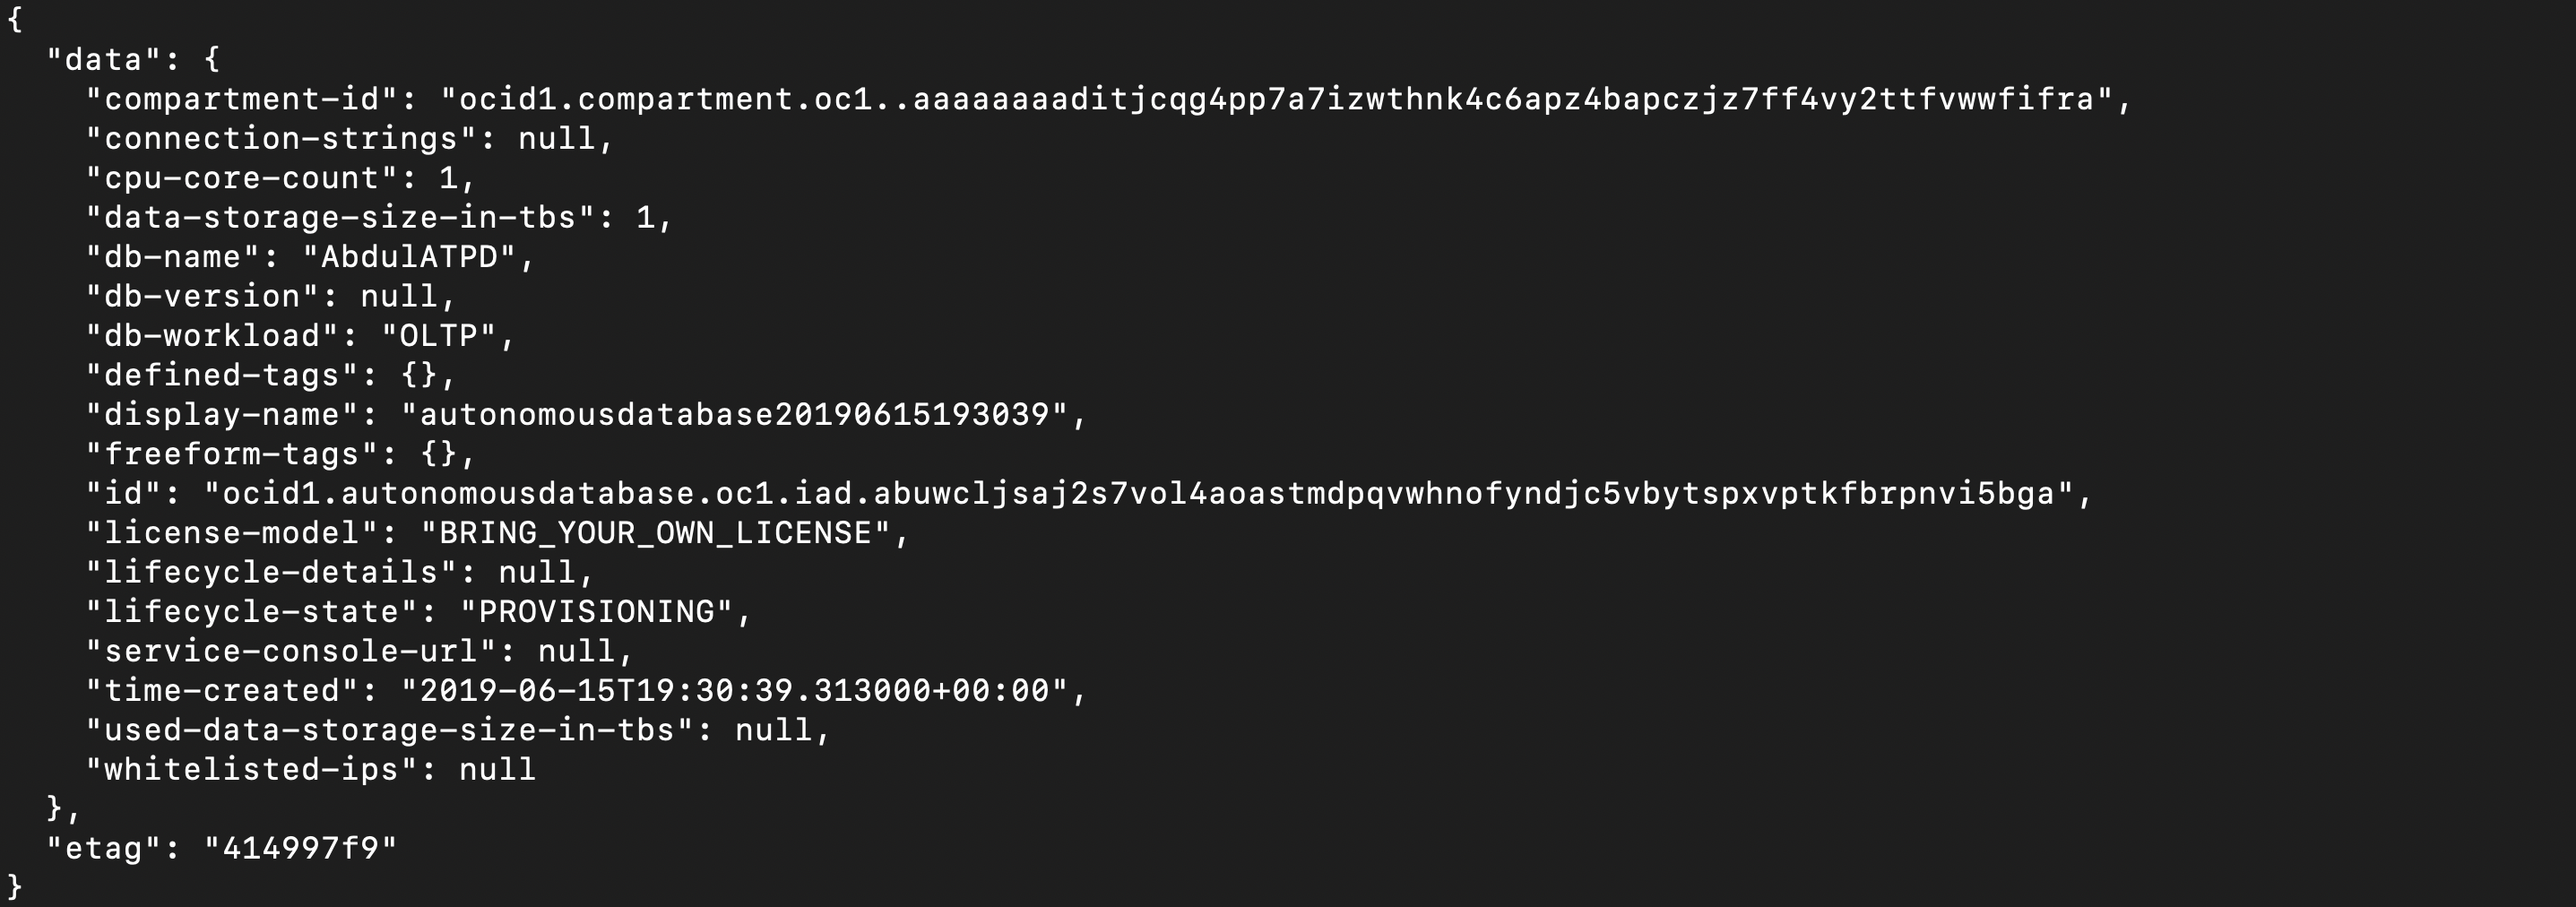 {
  "data": {
    "compartment-id": "ocid1.compartment.oc1..aaaaaaaaditjcqg4pp7a7izwthnk4c6apz4bapczjz7ff4vy2ttfvwwfifra",
    "connection-strings": null,
    "cpu-core-count": 1,
    "data-storage-size-in-tbs": 1,
    "db-name": "AbdulATPD",
    "db-version": null,
    "db-workload": "OLTP",
    "defined-tags": {},
    "display-name": "autonomousdatabase20190615193039",
    "freeform-tags": {},
    "id": "ocid1.autonomousdatabase.oc1.iad.abuwcljsaj2s7vol4aoastmdpqvwhnofyndjc5vbytspxvptkfbrpnvi5bga",
    "license-model": "BRING_YOUR_OWN_LICENSE",
    "lifecycle-details": null,
    "lifecycle-state": "PROVISIONING",
    "service-console-url": null,
    "time-created": "2019-06-15T19:30:39.313000+00:00",
    "used-data-storage-size-in-tbs": null,
    "whitelisted-ips": null
  },
  "etag": "414997f9"
}